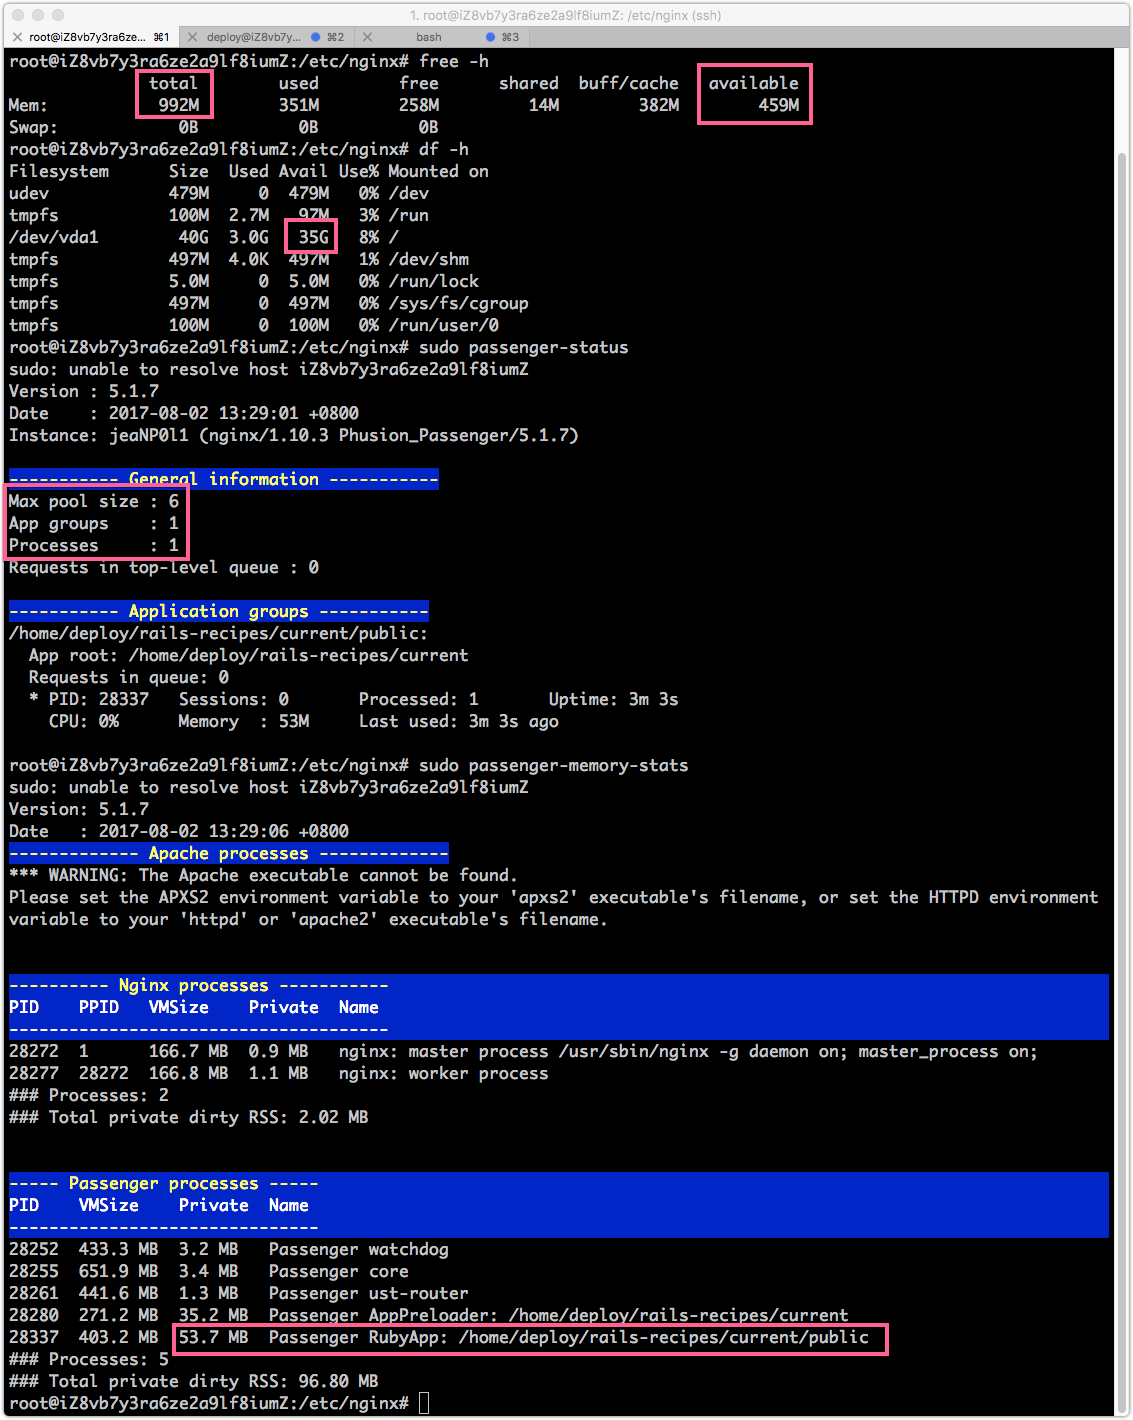 1. root@iZ8vb7y3ra6ze2a9lf8iumZ: /etc/nginx (ssh)
root@iZ8vb7y3ra6ze... ⌘1 deploy@iZ8vb7y... ⌘2 bash ⌘3
root@iZ8vb7y3ra6ze2a9lf8iumZ:/etc/nginx# free -h
total used free shared buff/cache available
Mem: 992M 351M 258M 14M 382M 459M
Swap: 0B 0B 0B
root@iZ8vb7y3ra6ze2a9lf8iumZ:/etc/nginx# df -h
Filesystem Size Used Avail Use% Mounted on
udev 479M 0 479M 0% /dev
tmpfs 100M 2.7M 97M 3% /run
/dev/vda1 40G 3.0G 35G 8% /
tmpfs 497M 4.0K 497M 1% /dev/shm
tmpfs 5.0M 0 5.0M 0% /run/lock
tmpfs 497M 0 497M 0% /sys/fs/cgroup
tmpfs 100M 0 100M 0% /run/user/0
root@iZ8vb7y3ra6ze2a9lf8iumZ:/etc/nginx# sudo passenger-status
sudo: unable to resolve host iZ8vb7y3ra6ze2a9lf8iumZ
Version : 5.1.7
Date    : 2017-08-02 13:29:01 +0800
Instance: jeaNP0l1 (nginx/1.10.3 Phusion_Passenger/5.1.7)
----------- General information -----------
Max pool size : 6
App groups    : 1
Processes     : 1
Requests in top-level queue : 0
----------- Application groups -----------
/home/deploy/rails-recipes/current/public:
App root: /home/deploy/rails-recipes/current
Requests in queue: 0
* PID: 28337   Sessions: 0       Processed: 1       Uptime: 3m 3s
CPU: 0%      Memory  : 53M     Last used: 3m 3s ago
root@iZ8vb7y3ra6ze2a9lf8iumZ:/etc/nginx# sudo passenger-memory-stats
sudo: unable to resolve host iZ8vb7y3ra6ze2a9lf8iumZ
Version: 5.1.7
Date   : 2017-08-02 13:29:06 +0800
------------- Apache processes -------------
*** WARNING: The Apache executable cannot be found.
Please set the APXS2 environment variable to your 'apxs2' executable's filename, or set the HTTPD environment
variable to your 'httpd' or 'apache2' executable's filename.
---------- Nginx processes -----------
PID    PPID   VMSize    Private  Name
--------------------------------------
28272  1      166.7 MB  0.9 MB   nginx: master process /usr/sbin/nginx -g daemon on; master_process on;
28277  28272  166.8 MB  1.1 MB   nginx: worker process
### Processes: 2
### Total private dirty RSS: 2.02 MB
----- Passenger processes -----
PID    VMSize    Private  Name
-------------------------------
28252  433.3 MB  3.2 MB   Passenger watchdog
28255  651.9 MB  3.4 MB   Passenger core
28261  441.6 MB  1.3 MB   Passenger ust-router
28280  271.2 MB  35.2 MB  Passenger AppPreloader: /home/deploy/rails-recipes/current
28337  403.2 MB  53.7 MB  Passenger RubyApp: /home/deploy/rails-recipes/current/public
### Processes: 5
### Total private dirty RSS: 96.80 MB
root@iZ8vb7y3ra6ze2a9lf8iumZ:/etc/nginx#